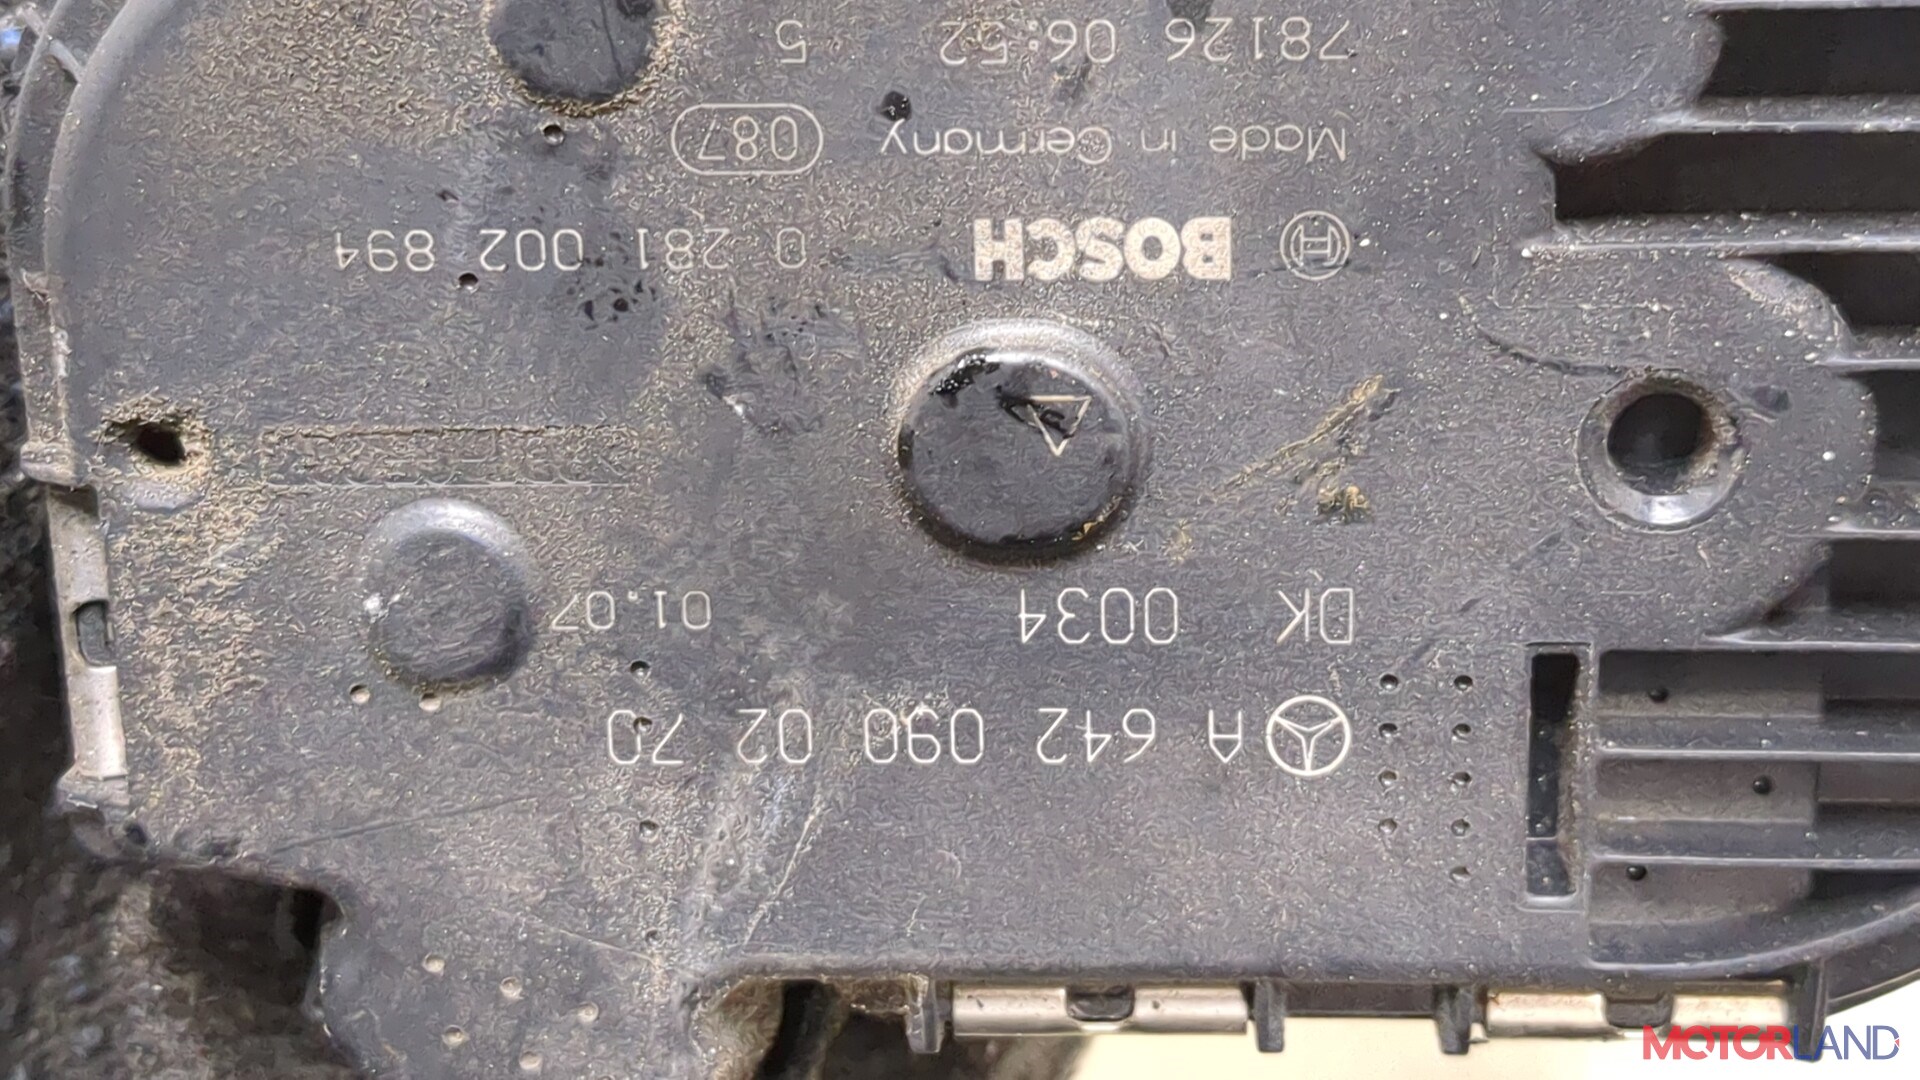 A 642 090 02 70
DK 0034 01.07
BOSCH 0 281 002 894
Made in Germany 087
78126 06:52 5
MOTORLAND